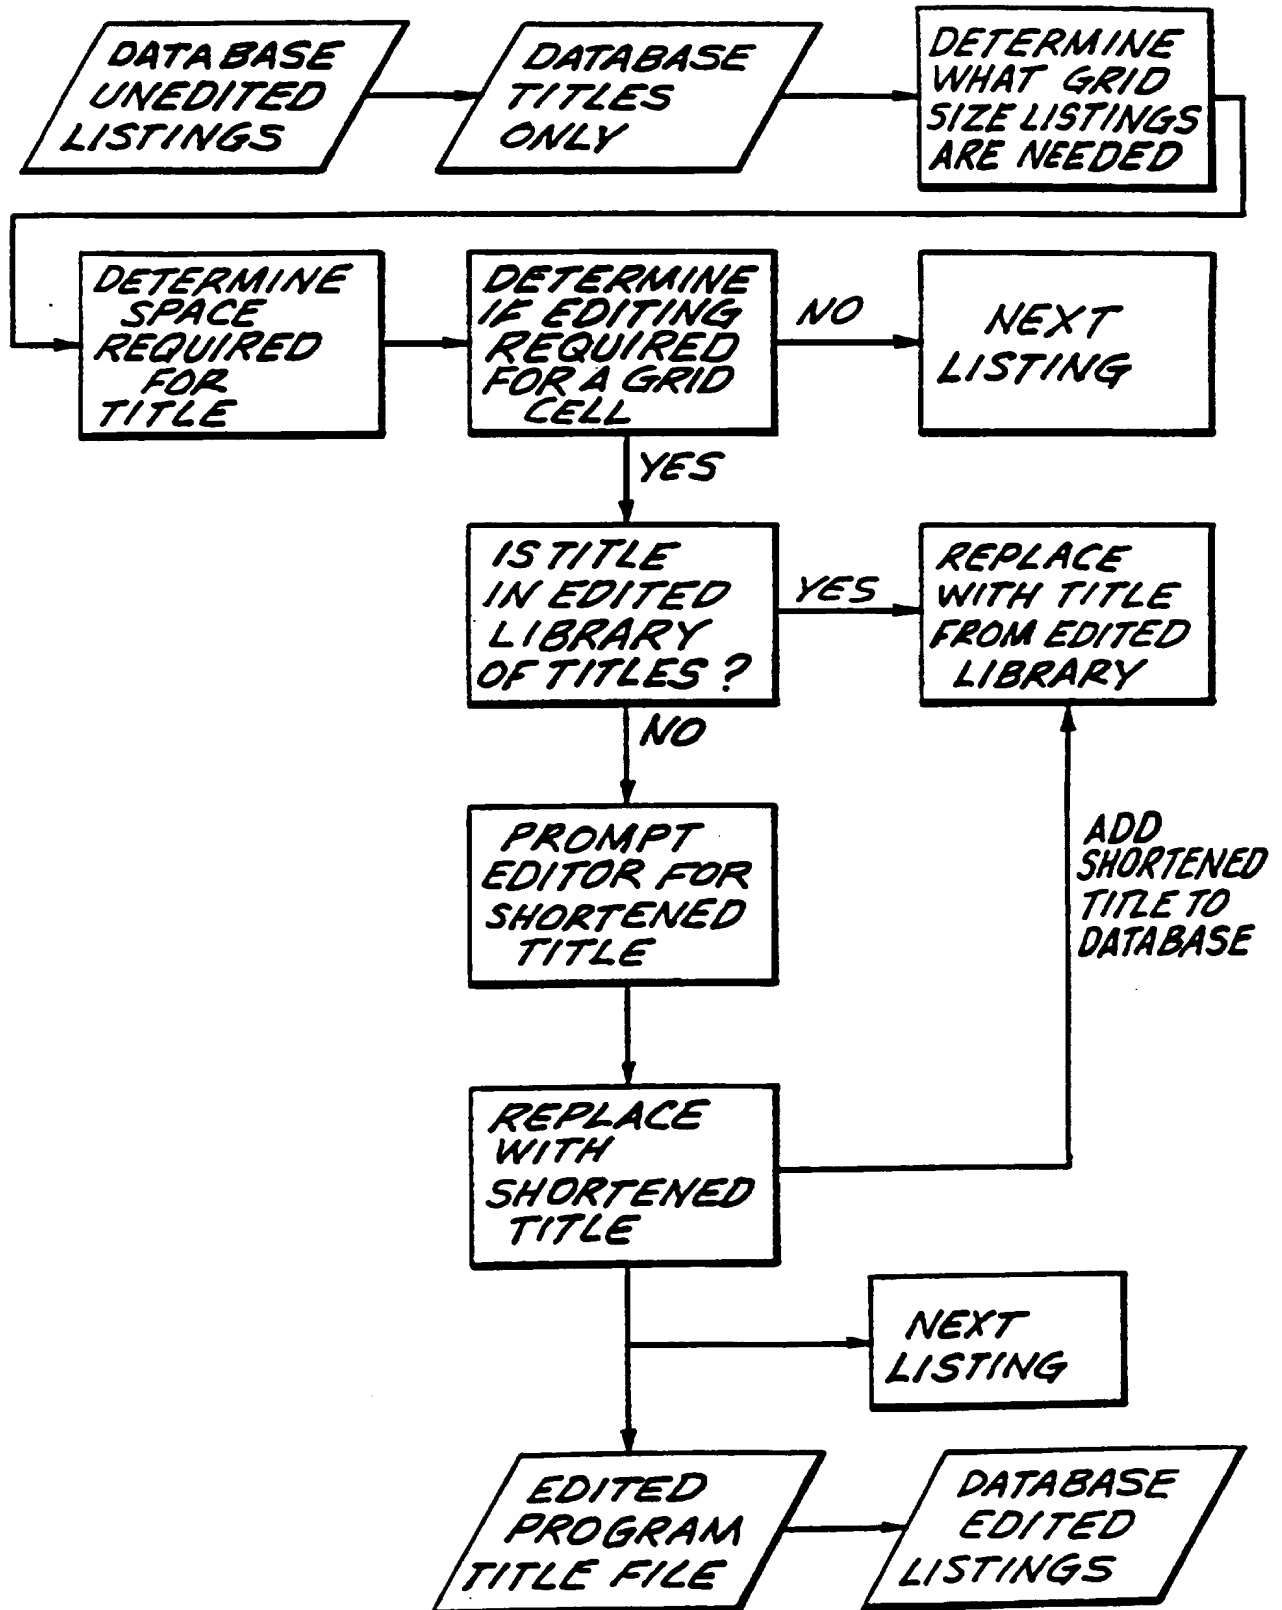 DATABASE
UNEDITED
LISTINGS
DATABASE
TITLES
ONLY
DETERMINE
WHAT GRID
SIZE LISTINGS
ARE NEEDED
DETERMINE
SPACE
REQUIRED
FOR
TITLE
DETERMINE
IF EDITING
REQUIRED
FOR A GRID
CELL
NO
NEXT
LISTING
YES
IS TITLE
IN EDITED
LIBRARY
OF TITLES?
YES
REPLACE
WITH TITLE
FROM EDITED
LIBRARY
NO
PROMPT
EDITOR FOR
SHORTENED
TITLE
ADD
SHORTENED
TITLE TO
DATABASE
REPLACE
WITH
SHORTENED
TITLE
NEXT
LISTING
EDITED
PROGRAM
TITLE FILE
DATABASE
EDITED
LISTINGS